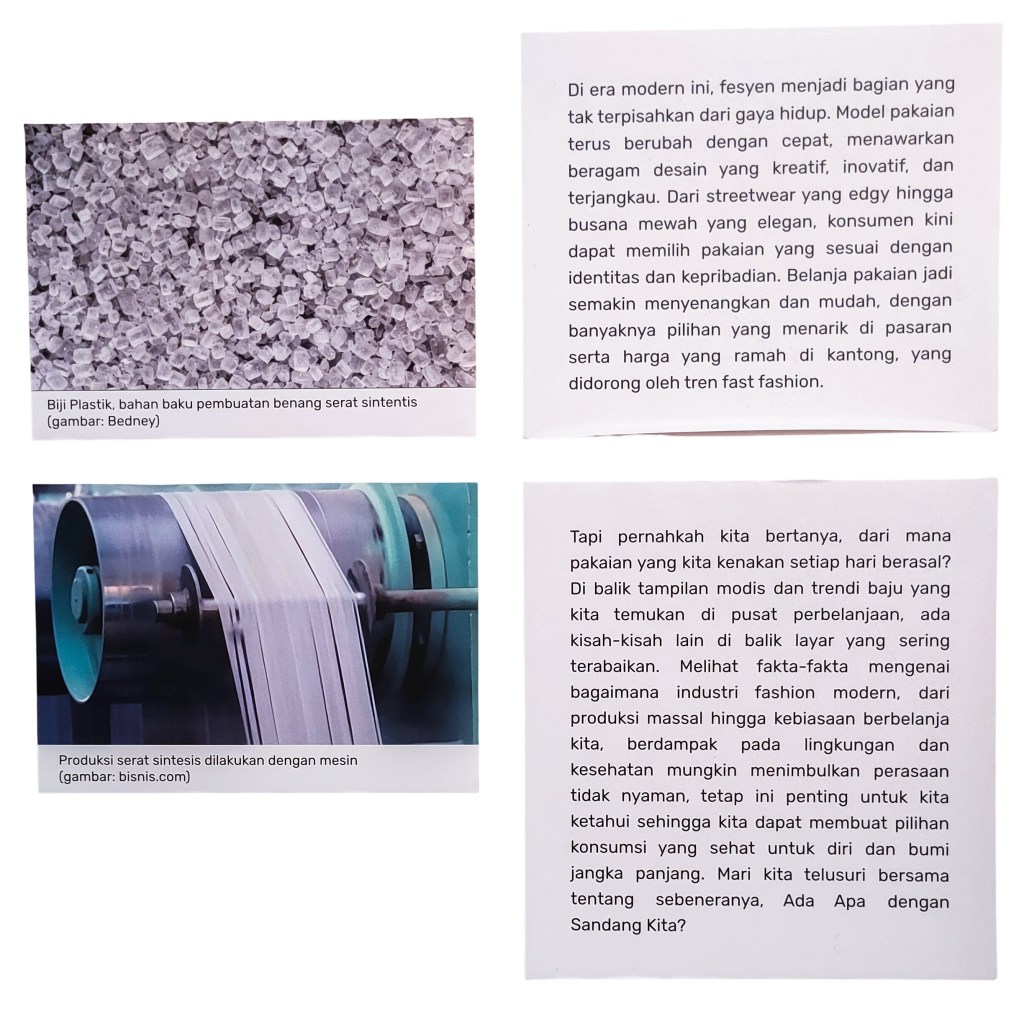 Biji Plastik, bahan baku pembuatan benang serat sintentis
(gambar: Bedney)
Produksi serat sintesis dilakukan dengan mesin
(gambar: bisnis.com)
Di era modern ini, fesyen menjadi bagian yang
tak terpisahkan dari gaya hidup. Model pakaian
terus berubah dengan cepat, menawarkan
beragam desain yang kreatif, inovatif, dan
terjangkau. Dari streetwear yang edgy hingga
busana mewah yang elegan, konsumen kini
dapat memilih pakaian yang sesuai dengan
identitas dan kepribadian. Belanja pakaian jadi
semakin menyenangkan dan mudah, dengan
banyaknya pilihan yang menarik di pasaran
serta harga yang ramah di kantong, yang
didorong oleh tren fast fashion.
Tapi pernahkah kita bertanya, dari mana
pakaian yang kita kenakan setiap hari berasal?
Di balik tampilan modis dan trendi baju yang
kita temukan di pusat perbelanjaan, ada
kisah-kisah lain di balik layar yang sering
terabaikan. Melihat fakta-fakta mengenai
bagaimana industri fashion modern, dari
produksi massal hingga kebiasaan berbelanja
kita, berdampak pada lingkungan dan
kesehatan mungkin menimbulkan perasaan
tidak nyaman, tetap ini penting untuk kita
ketahui sehingga kita dapat membuat pilihan
konsumsi yang sehat untuk diri dan bumi
jangka panjang. Mari kita telusuri bersama
tentang sebeneranya, Ada Apa dengan
Sandang Kita?